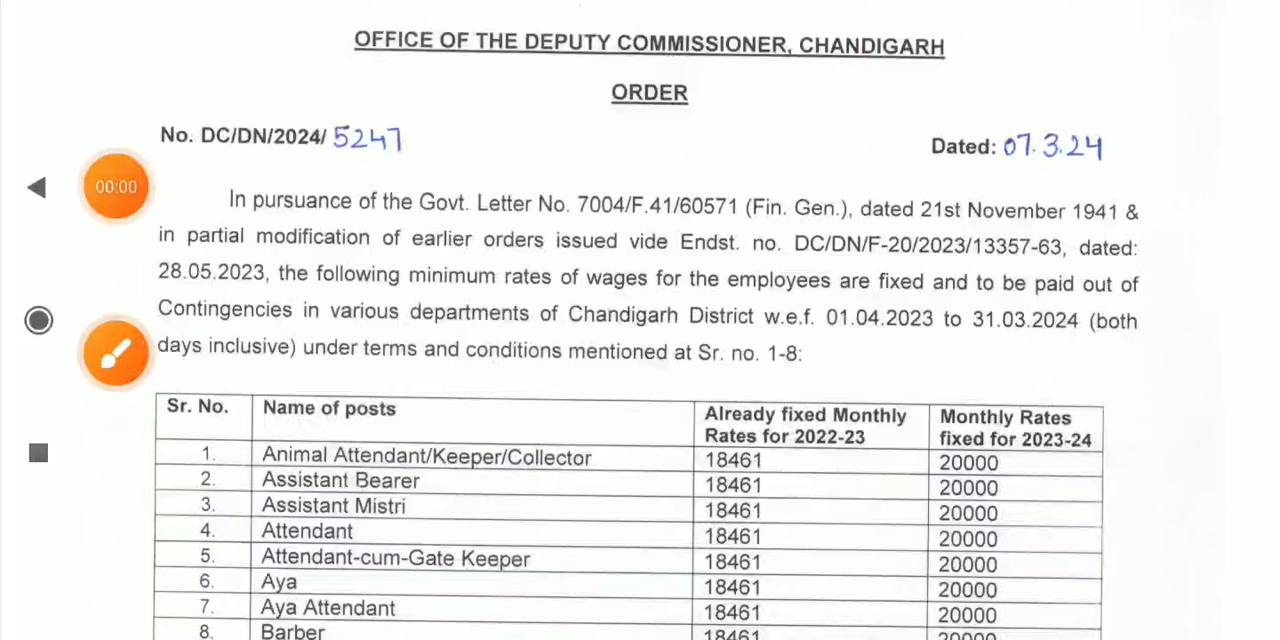 OFFICE OF THE DEPUTY COMMISSIONER, CHANDIGARH
ORDER
No. DC/DN/2024/ 5247 Dated: 07.3.24
00:00
In pursuance of the Govt. Letter No. 7004/F.41/60571 (Fin. Gen.), dated 21st November 1941 &
in partial modification of earlier orders issued vide Endst. no. DC/DN/F-20/2023/13357-63, dated:
28.05.2023, the following minimum rates of wages for the employees are fixed and to be paid out of
Contingencies in various departments of Chandigarh District w.e.f. 01.04.2023 to 31.03.2024 (both
days inclusive) under terms and conditions mentioned at Sr. no. 1-8:
Sr. No. Name of posts Already fixed Monthly Rates for 2022-23 Monthly Rates fixed for 2023-24
1. Animal Attendant/Keeper/Collector 18461 20000
2. Assistant Bearer 18461 20000
3. Assistant Mistri 18461 20000
4. Attendant 18461 20000
5. Attendant-cum-Gate Keeper 18461 20000
6. Aya 18461 20000
7. Aya Attendant 18461 20000
8. Barber 18461 20000